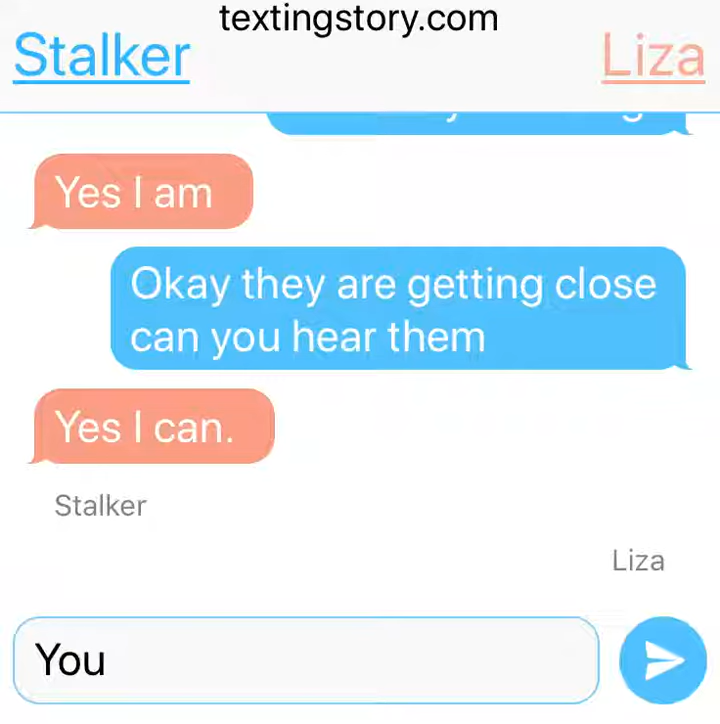 textingstory.com
Stalker
Liza
Yes I am
Okay they are getting close
can you hear them
Yes I can.
Stalker
Liza
You